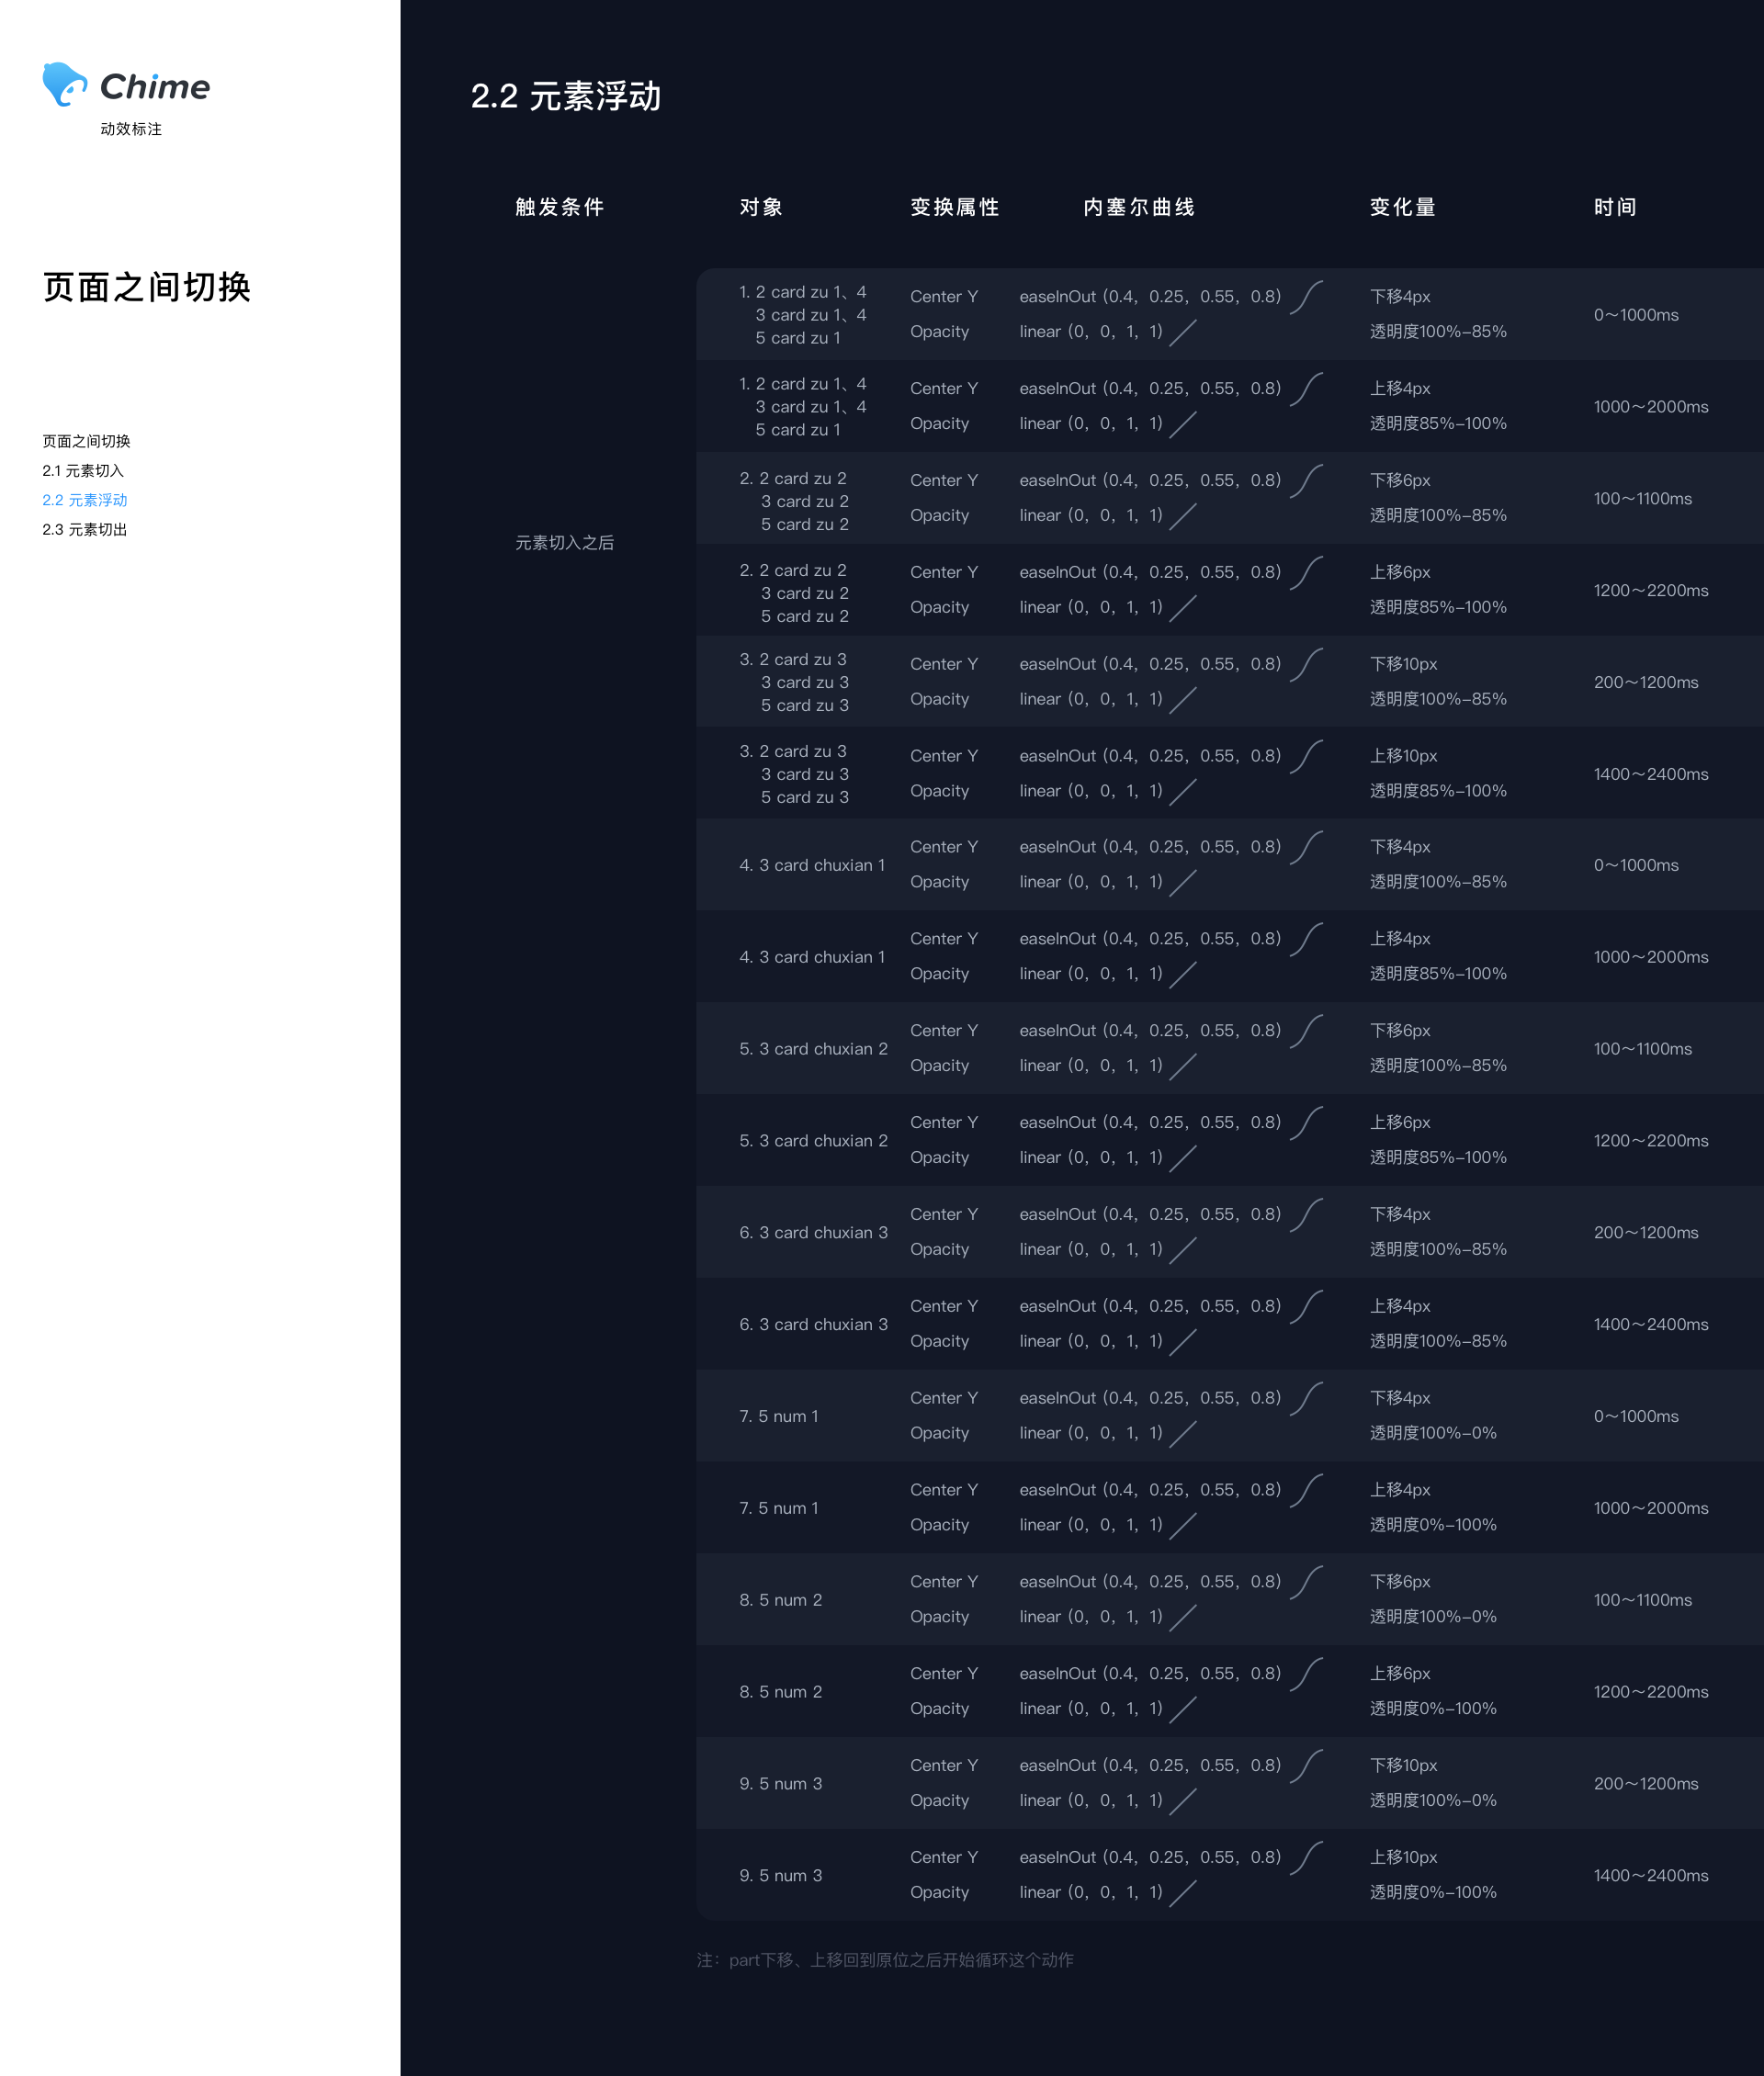 Chime
动效标注
页面之间切换
页面之间切换
2.1 元素切入
2.2 元素浮动
2.3 元素切出
2.2 元素浮动
触发条件 对象 变换属性 内塞尔曲线 变化量 时间
元素切入之后
1. 2 card zu 1、4
3 card zu 1、4
5 card zu 1
Center Y easeInOut (0.4, 0.25, 0.55, 0.8) 下移4px
Opacity linear (0, 0, 1, 1) 透明度100%-85%
0~1000ms
1. 2 card zu 1、4
3 card zu 1、4
5 card zu 1
Center Y easeInOut (0.4, 0.25, 0.55, 0.8) 上移4px
Opacity linear (0, 0, 1, 1) 透明度85%-100%
1000~2000ms
2. 2 card zu 2
3 card zu 2
5 card zu 2
Center Y easeInOut (0.4, 0.25, 0.55, 0.8) 下移6px
Opacity linear (0, 0, 1, 1) 透明度100%-85%
100~1100ms
2. 2 card zu 2
3 card zu 2
5 card zu 2
Center Y easeInOut (0.4, 0.25, 0.55, 0.8) 上移6px
Opacity linear (0, 0, 1, 1) 透明度85%-100%
1200~2200ms
3. 2 card zu 3
3 card zu 3
5 card zu 3
Center Y easeInOut (0.4, 0.25, 0.55, 0.8) 下移10px
Opacity linear (0, 0, 1, 1) 透明度100%-85%
200~1200ms
3. 2 card zu 3
3 card zu 3
5 card zu 3
Center Y easeInOut (0.4, 0.25, 0.55, 0.8) 上移10px
Opacity linear (0, 0, 1, 1) 透明度85%-100%
1400~2400ms
4. 3 card chuxian 1
Center Y easeInOut (0.4, 0.25, 0.55, 0.8) 下移4px
Opacity linear (0, 0, 1, 1) 透明度100%-85%
0~1000ms
4. 3 card chuxian 1
Center Y easeInOut (0.4, 0.25, 0.55, 0.8) 上移4px
Opacity linear (0, 0, 1, 1) 透明度85%-100%
1000~2000ms
5. 3 card chuxian 2
Center Y easeInOut (0.4, 0.25, 0.55, 0.8) 下移6px
Opacity linear (0, 0, 1, 1) 透明度100%-85%
100~1100ms
5. 3 card chuxian 2
Center Y easeInOut (0.4, 0.25, 0.55, 0.8) 上移6px
Opacity linear (0, 0, 1, 1) 透明度85%-100%
1200~2200ms
6. 3 card chuxian 3
Center Y easeInOut (0.4, 0.25, 0.55, 0.8) 下移4px
Opacity linear (0, 0, 1, 1) 透明度100%-85%
200~1200ms
6. 3 card chuxian 3
Center Y easeInOut (0.4, 0.25, 0.55, 0.8) 上移4px
Opacity linear (0, 0, 1, 1) 透明度100%-85%
1400~2400ms
7. 5 num 1
Center Y easeInOut (0.4, 0.25, 0.55, 0.8) 下移4px
Opacity linear (0, 0, 1, 1) 透明度100%-0%
0~1000ms
7. 5 num 1
Center Y easeInOut (0.4, 0.25, 0.55, 0.8) 上移4px
Opacity linear (0, 0, 1, 1) 透明度0%-100%
1000~2000ms
8. 5 num 2
Center Y easeInOut (0.4, 0.25, 0.55, 0.8) 下移6px
Opacity linear (0, 0, 1, 1) 透明度100%-0%
100~1100ms
8. 5 num 2
Center Y easeInOut (0.4, 0.25, 0.55, 0.8) 上移6px
Opacity linear (0, 0, 1, 1) 透明度0%-100%
1200~2200ms
9. 5 num 3
Center Y easeInOut (0.4, 0.25, 0.55, 0.8) 下移10px
Opacity linear (0, 0, 1, 1) 透明度100%-0%
200~1200ms
9. 5 num 3
Center Y easeInOut (0.4, 0.25, 0.55, 0.8) 上移10px
Opacity linear (0, 0, 1, 1) 透明度0%-100%
1400~2400ms
注：part下移、上移回到原位之后开始循环这个动作